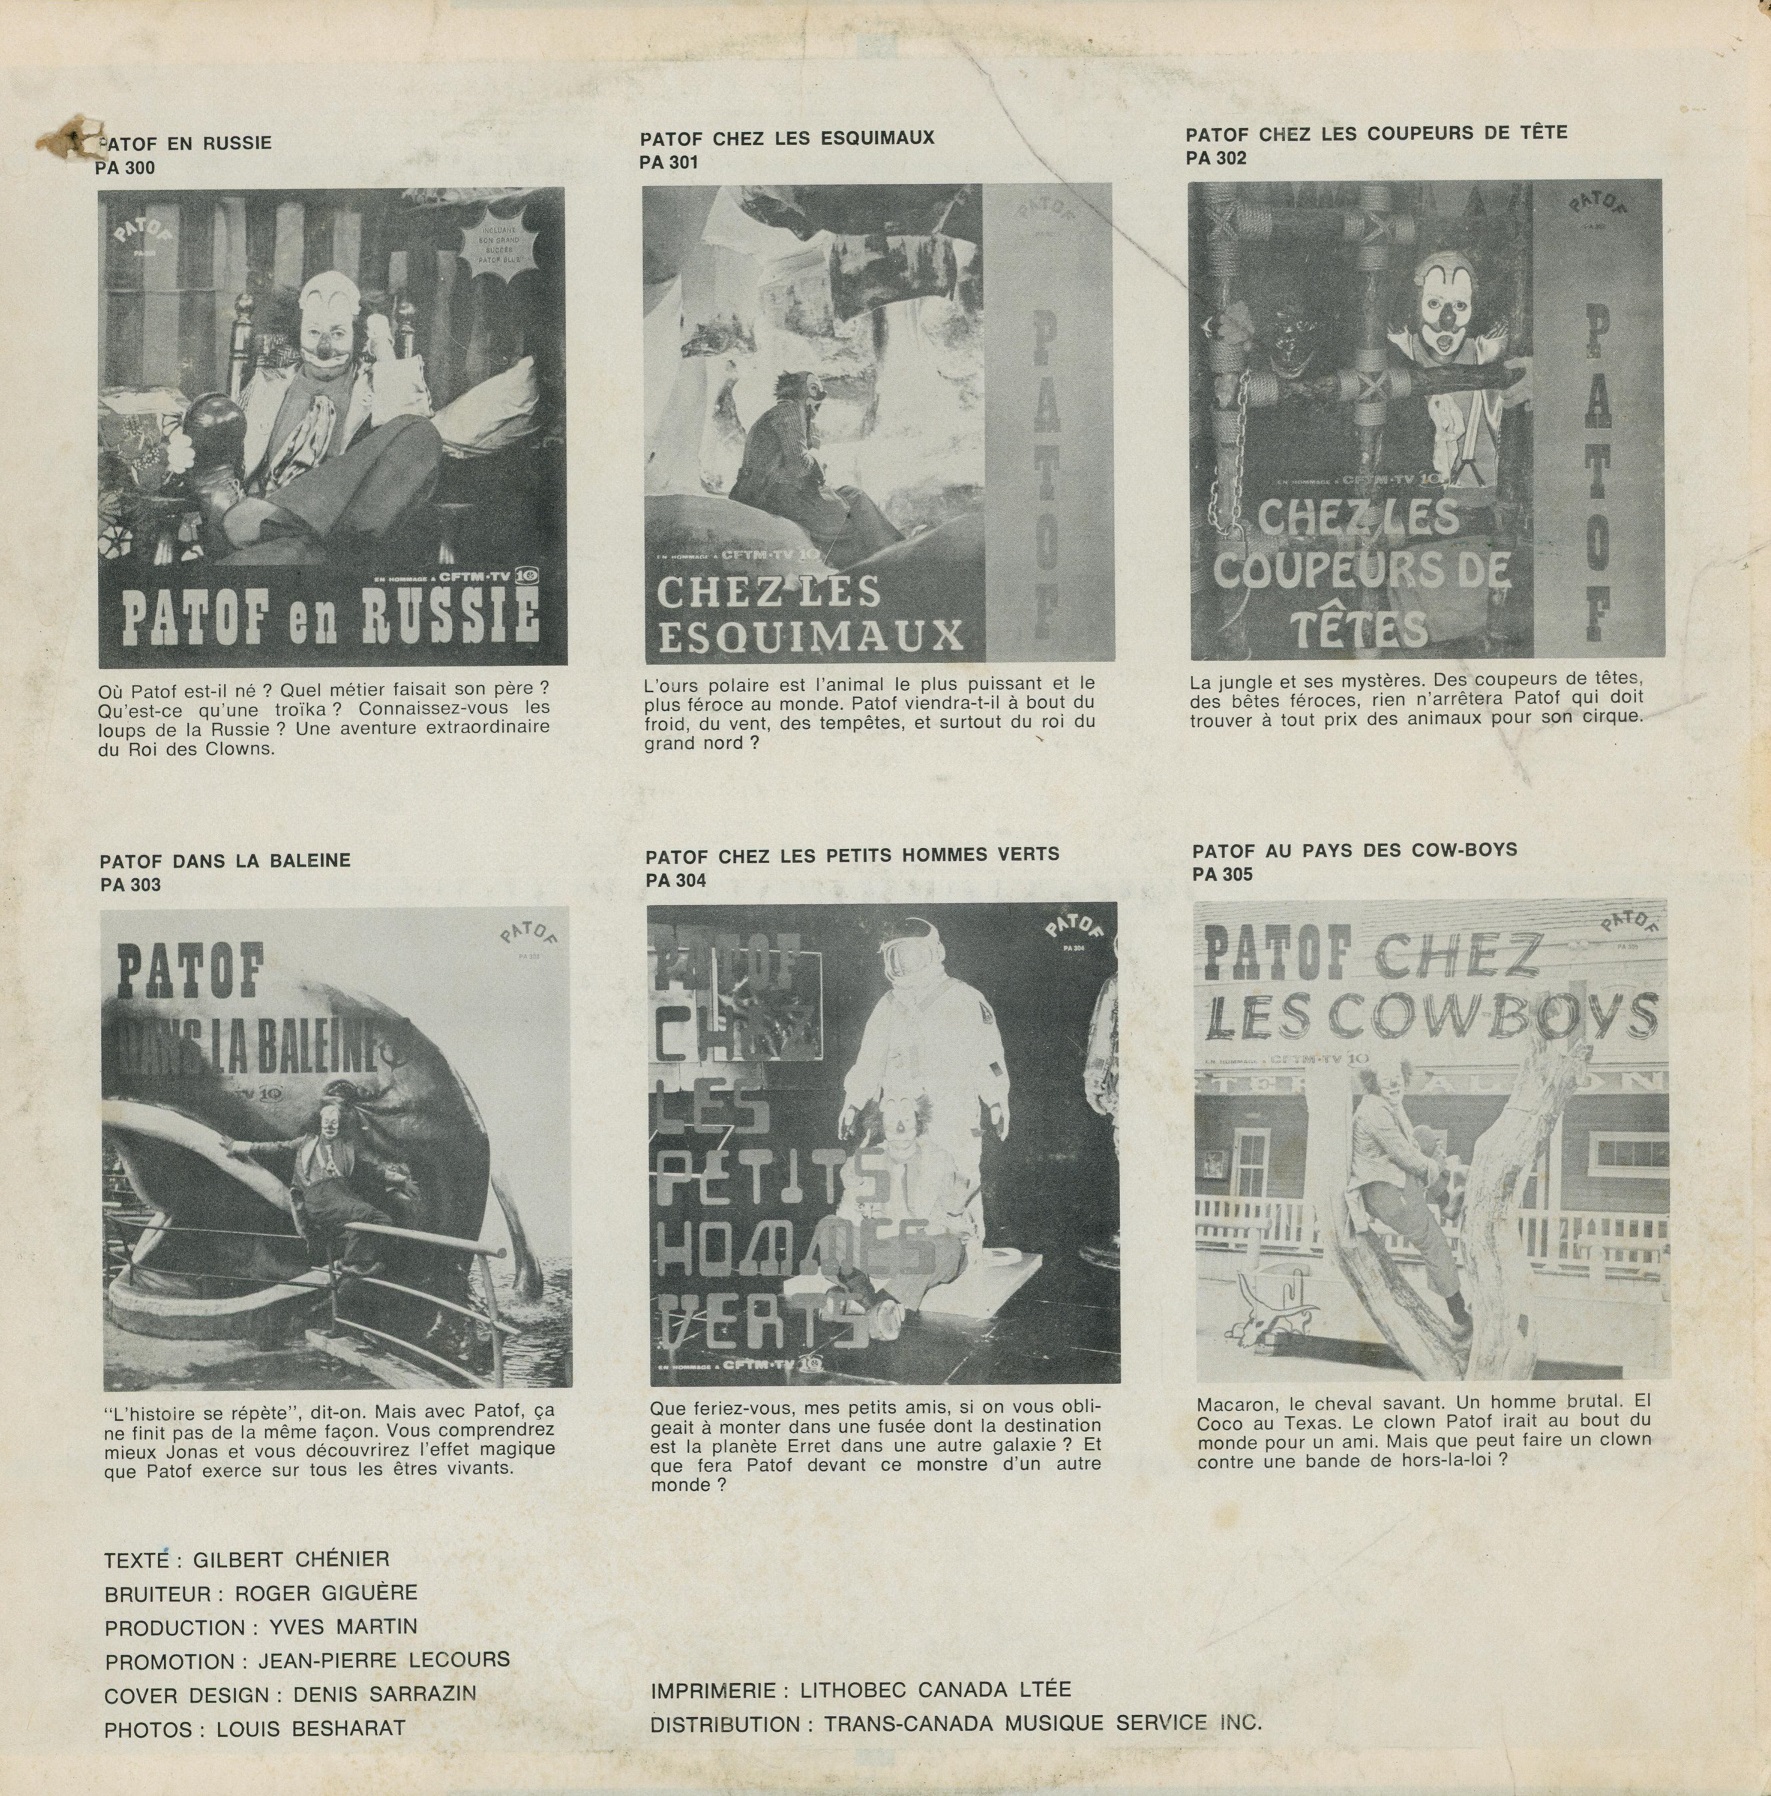 PATOF EN RUSSIE
PA 300
PATOF
INCLUANT
SON GRAND
SUCCÈS
PATOF BLUE
EN HOMMAGE À CFTM-TV 10
PATOF en RUSSIE
Où Patof est-il né ? Quel métier faisait son père ?
Qu'est-ce qu'une troïka ? Connaissez-vous les
loups de la Russie ? Une aventure extraordinaire
du Roi des Clowns.
PATOF CHEZ LES ESQUIMAUX
PA 301
PATOF
PATOF
EN HOMMAGE À CFTM-TV 10
CHEZ LES
ESQUIMAUX
L'ours polaire est l'animal le plus puissant et le
plus féroce au monde. Patof viendra-t-il à bout du
froid, du vent, des tempêtes, et surtout du roi du
grand nord ?
PATOF CHEZ LES COUPEURS DE TÊTE
PA 302
PATOF
PATOF
EN HOMMAGE À CFTM-TV 10
CHEZ LES
COUPEURS DE
TÊTES
La jungle et ses mystères. Des coupeurs de têtes,
des bêtes féroces, rien n'arrêtera Patof qui doit
trouver à tout prix des animaux pour son cirque.
PATOF DANS LA BALEINE
PA 303
PATOF
PA 303
PATOF
DANS LA BALEINE
TV 10
"L'histoire se répète", dit-on. Mais avec Patof, ça
ne finit pas de la même façon. Vous comprendrez
mieux Jonas et vous découvrirez l'effet magique
que Patof exerce sur tous les êtres vivants.
PATOF CHEZ LES PETITS HOMMES VERTS
PA 304
PATOF
PA 304
PATOF
CHEZ
LES
PETITS
HOMMES
VERTS
EN HOMMAGE À CFTM-TV 10
Que feriez-vous, mes petits amis, si on vous obli-
geait à monter dans une fusée dont la destination
est la planète Erret dans une autre galaxie ? Et
que fera Patof devant ce monstre d'un autre
monde ?
PATOF AU PAYS DES COW-BOYS
PA 305
PATOF
PA 305
PATOF CHEZ
LES COWBOYS
EN HOMMAGE À CFTM-TV 10
Macaron, le cheval savant. Un homme brutal. El
Coco au Texas. Le clown Patof irait au bout du
monde pour un ami. Mais que peut faire un clown
contre une bande de hors-la-loi ?
TEXTE : GILBERT CHÉNIER
BRUITEUR : ROGER GIGUÈRE
PRODUCTION : YVES MARTIN
PROMOTION : JEAN-PIERRE LECOURS
COVER DESIGN : DENIS SARRAZIN
PHOTOS : LOUIS BESHARAT
IMPRIMERIE : LITHOBEC CANADA LTÉE
DISTRIBUTION : TRANS-CANADA MUSIQUE SERVICE INC.